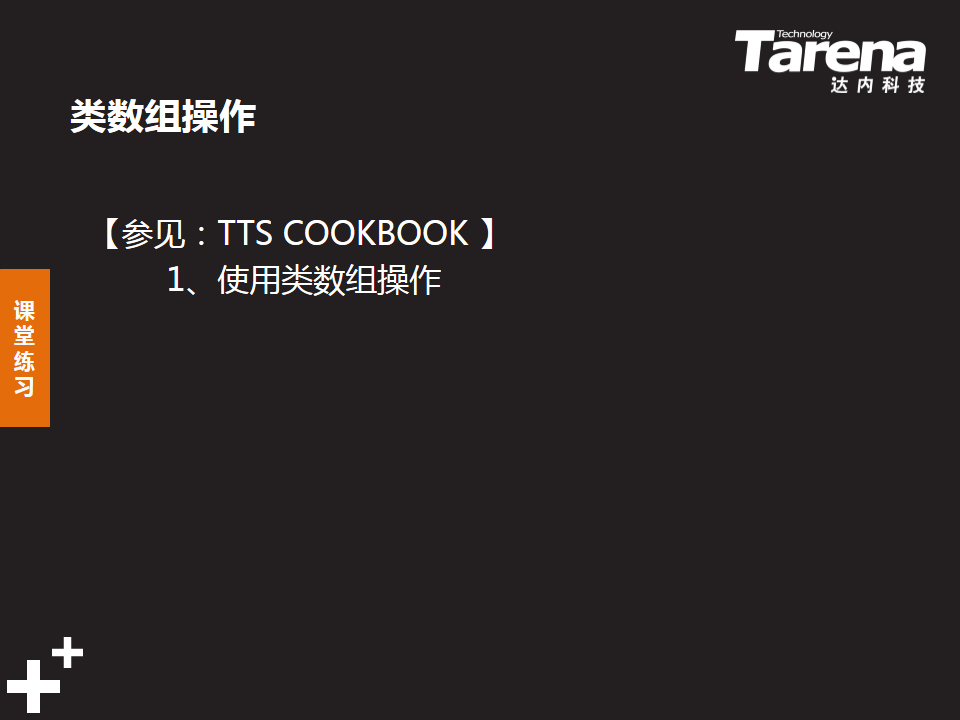 Technology
Tarena
达内科技
类数组操作
【参见：TTS COOKBOOK 】
1、使用类数组操作
课
堂
练
习